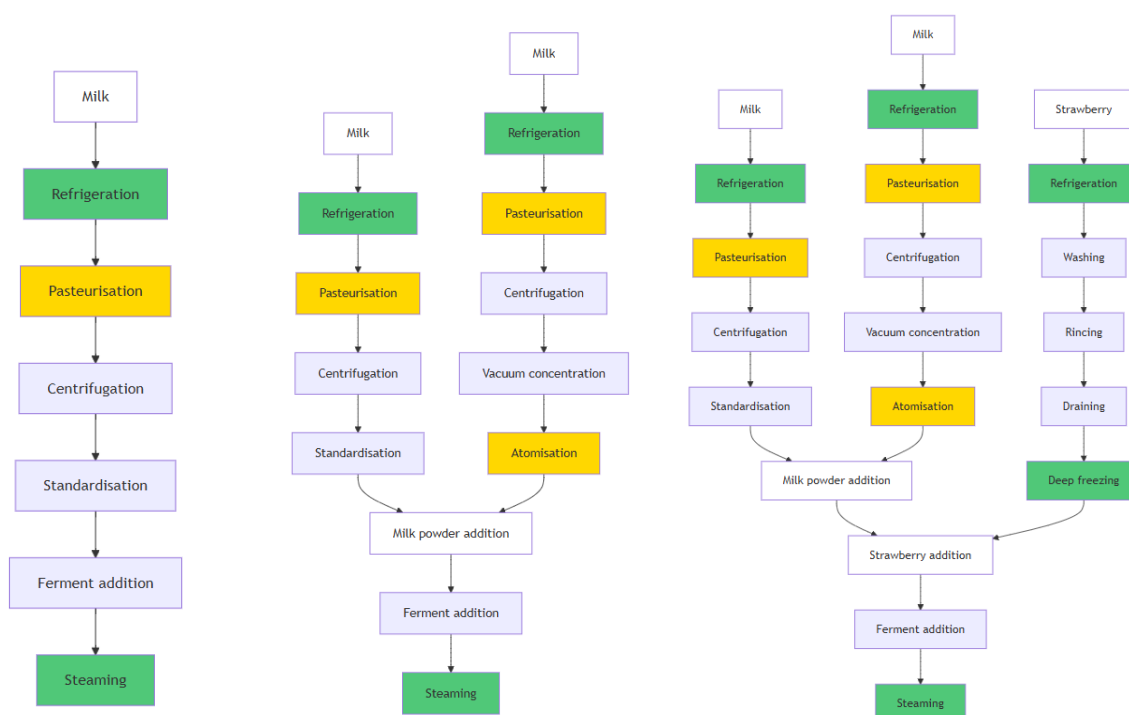 Milk
Refrigeration
Pasteurisation
Centrifugation
Standardisation
Ferment addition
Steaming
Milk
Refrigeration
Pasteurisation
Centrifugation
Standardisation
Milk
Refrigeration
Pasteurisation
Centrifugation
Vacuum concentration
Atomisation
Milk powder addition
Ferment addition
Steaming
Milk
Refrigeration
Pasteurisation
Centrifugation
Standardisation
Milk
Refrigeration
Pasteurisation
Centrifugation
Vacuum concentration
Atomisation
Milk powder addition
Strawberry
Refrigeration
Washing
Rincing
Draining
Deep freezing
Strawberry addition
Ferment addition
Steaming